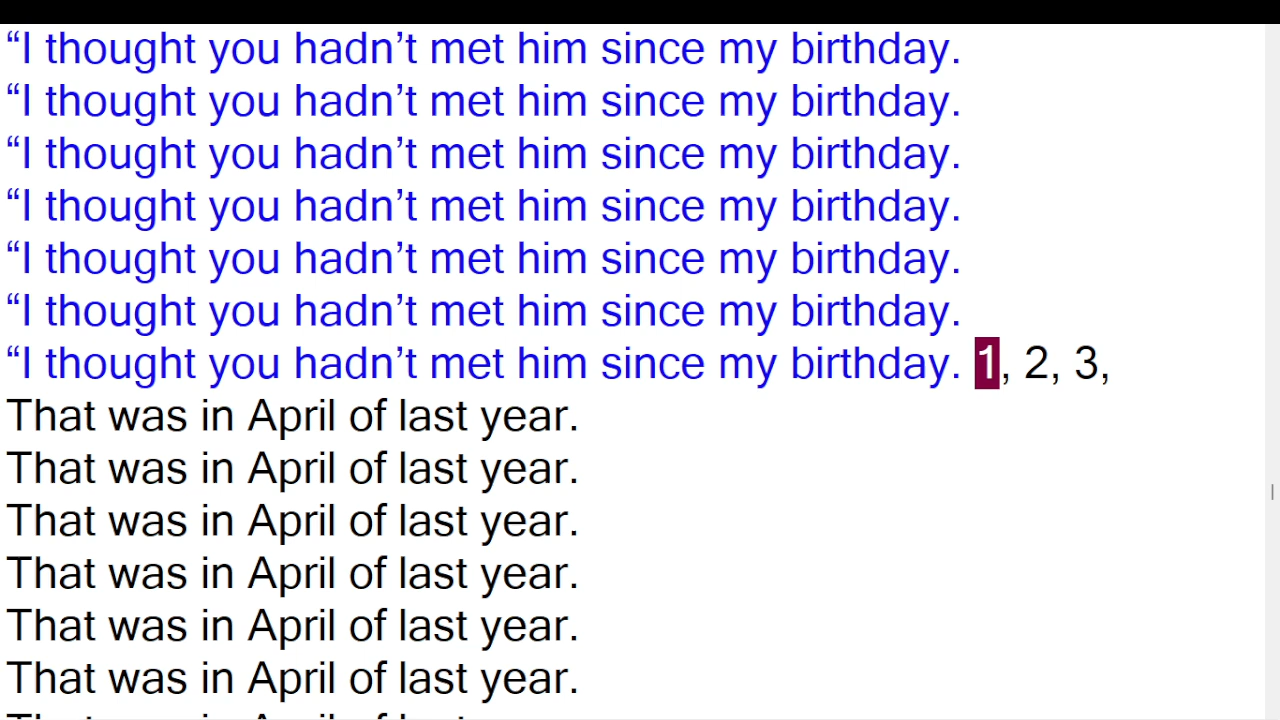 “I thought you hadn’t met him since my birthday.
“I thought you hadn’t met him since my birthday.
“I thought you hadn’t met him since my birthday.
“I thought you hadn’t met him since my birthday.
“I thought you hadn’t met him since my birthday.
“I thought you hadn’t met him since my birthday.
“I thought you hadn’t met him since my birthday. 1, 2, 3,
That was in April of last year.
That was in April of last year.
That was in April of last year.
That was in April of last year.
That was in April of last year.
That was in April of last year.